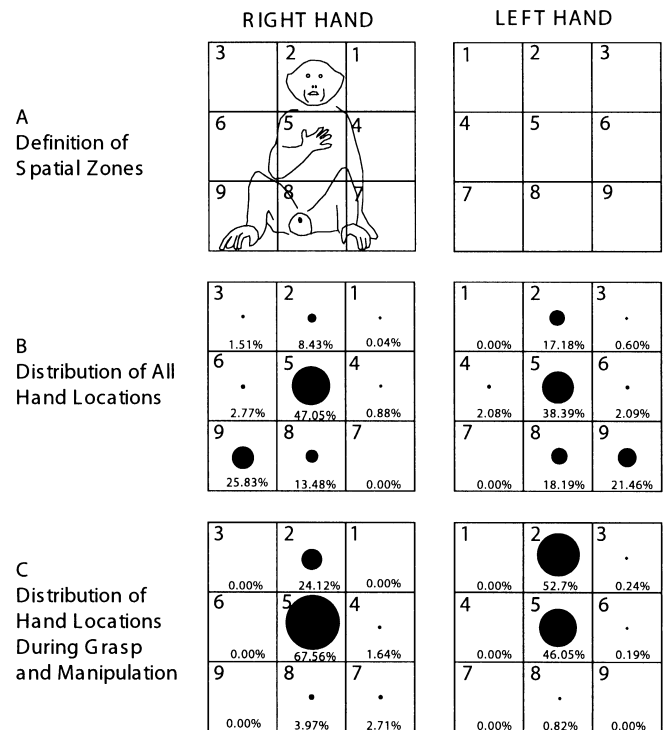 RIGHT HAND
LEFT HAND
A
Definition of
Spatial Zones
3 2 1
6 5 4
9 8 7
1 2 3
4 5 6
7 8 9
B
Distribution of All
Hand Locations
3 2 1
1.51% 8.43% 0.04%
6 5 4
2.77% 47.05% 0.88%
9 8 7
25.83% 13.48% 0.00%
1 2 3
0.00% 17.18% 0.60%
4 5 6
2.08% 38.39% 2.09%
7 8 9
0.00% 18.19% 21.46%
C
Distribution of
Hand Locations
During Grasp
and Manipulation
3 2 1
0.00% 24.12% 0.00%
6 5 4
0.00% 67.56% 1.64%
9 8 7
0.00% 3.97% 2.71%
1 2 3
0.00% 52.7% 0.24%
4 5 6
0.00% 46.05% 0.19%
7 8 9
0.00% 0.82% 0.00%